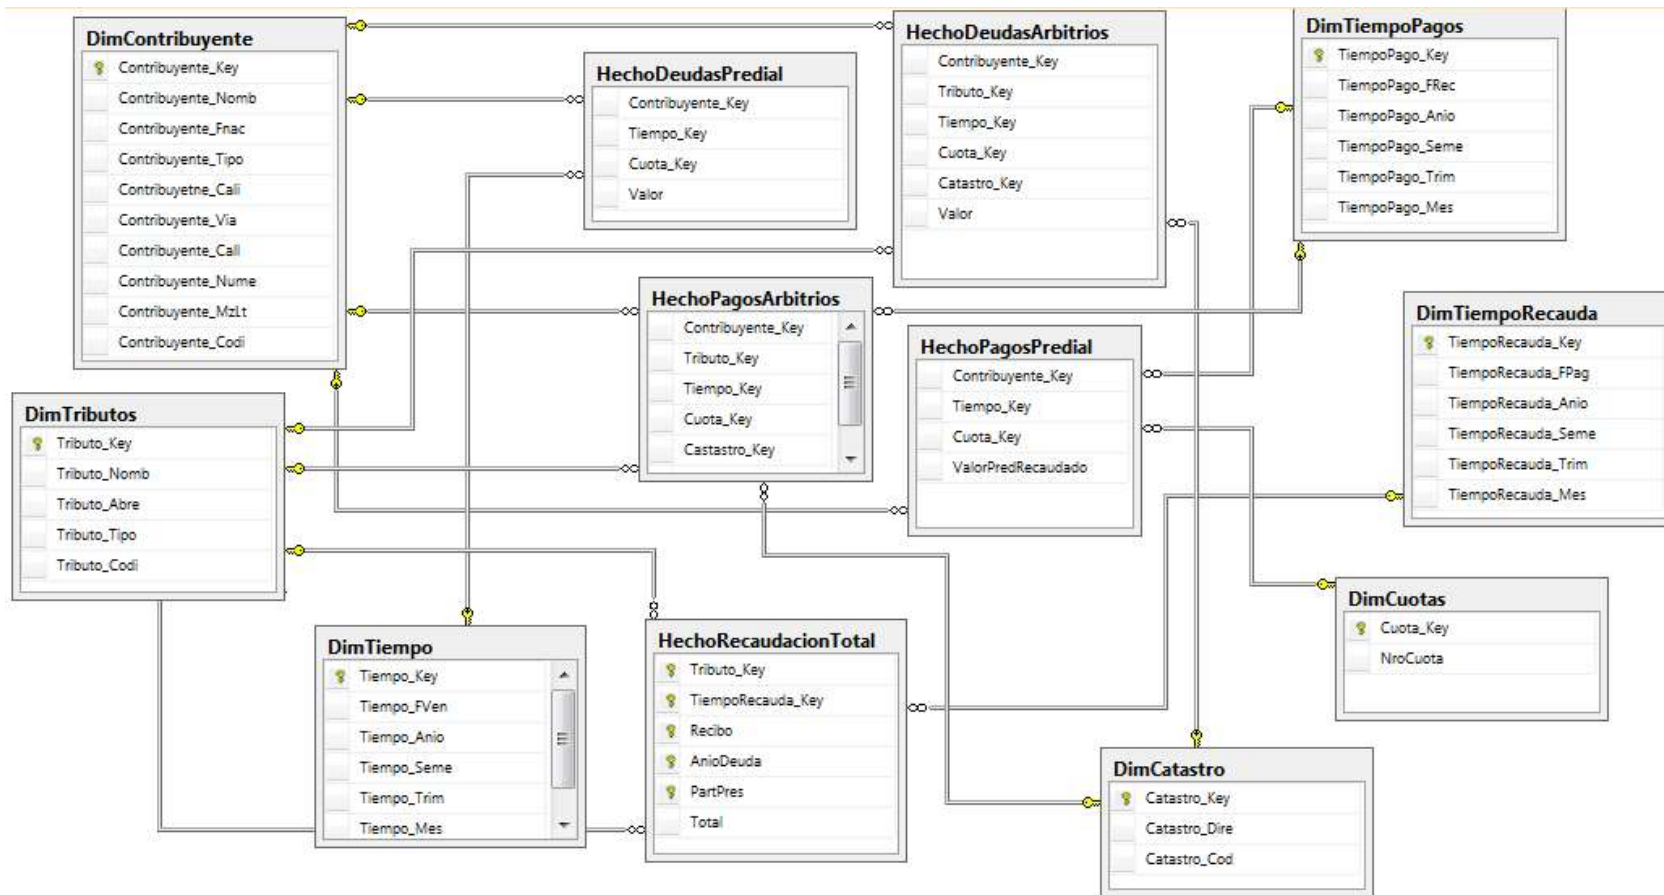 DimContribuyente
Contribuyente_Key
Contribuyente_Nomb
Contribuyente_Fnac
Contribuyente_Tipo
Contribuyetne_Cali
Contribuyente_Via
Contribuyente_Call
Contribuyente_Nume
Contribuyente_MzLt
Contribuyente_Codi
HechoDeudasPredial
Contribuyente_Key
Tiempo_Key
Cuota_Key
Valor
HechoDeudasArbitrios
Contribuyente_Key
Tributo_Key
Tiempo_Key
Cuota_Key
Catastro_Key
Valor
DimTiempoPagos
TiempoPago_Key
TiempoPago_FRec
TiempoPago_Anio
TiempoPago_Seme
TiempoPago_Trim
TiempoPago_Mes
HechoPagosArbitrios
Contribuyente_Key
Tributo_Key
Tiempo_Key
Cuota_Key
Castastro_Key
HechoPagosPredial
Contribuyente_Key
Tiempo_Key
Cuota_Key
ValorPredRecaudado
DimTiempoRecauda
TiempoRecauda_Key
TiempoRecauda_FPag
TiempoRecauda_Anio
TiempoRecauda_Seme
TiempoRecauda_Trim
TiempoRecauda_Mes
DimTributos
Tributo_Key
Tributo_Nomb
Tributo_Abre
Tributo_Tipo
Tributo_Codi
DimTiempo
Tiempo_Key
Tiempo_FVen
Tiempo_Anio
Tiempo_Seme
Tiempo_Trim
Tiempo_Mes
HechoRecaudacionTotal
Tributo_Key
TiempoRecauda_Key
Recibo
AnioDeuda
PartPres
Total
DimCuotas
Cuota_Key
NroCuota
DimCatastro
Catastro_Key
Catastro_Dire
Catastro_Cod